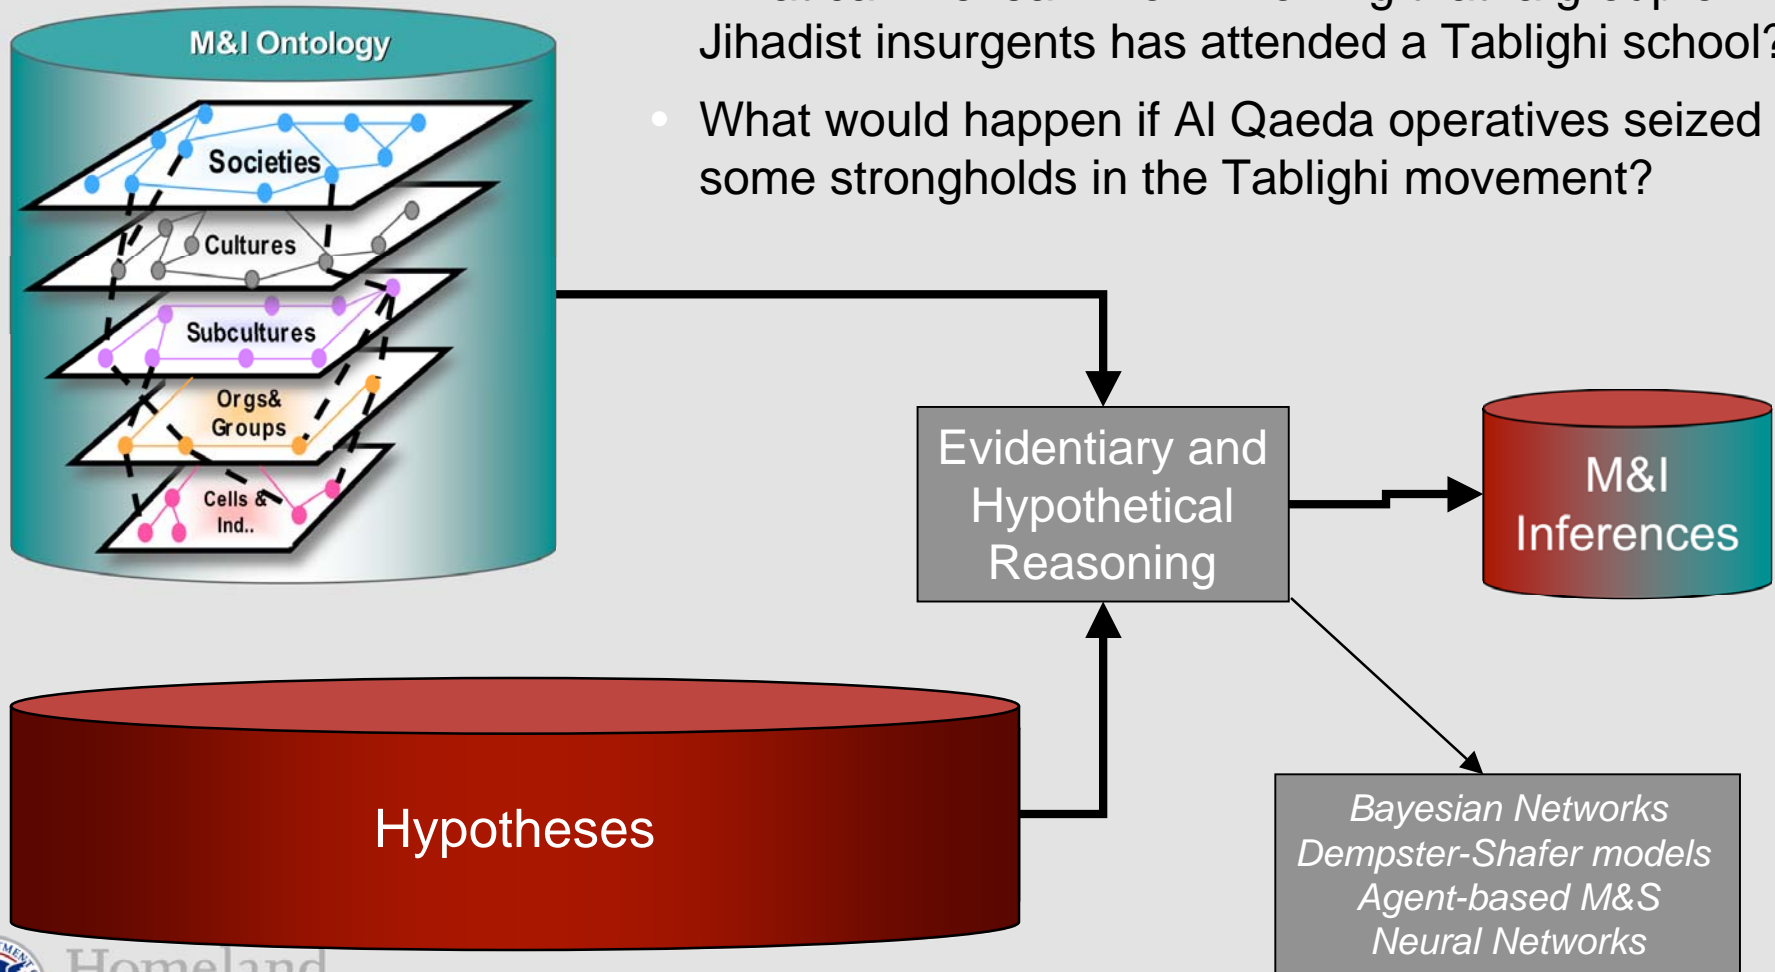 Jihadist insurgents has attended a Tablighi school?
• What would happen if Al Qaeda operatives seized
some strongholds in the Tablighi movement?
M&I Ontology
Societies
Cultures
Subcultures
Orgs&
Groups
Cells &
Ind..
Evidentiary and
Hypothetical
Reasoning
M&I
Inferences
Hypotheses
Bayesian Networks
Dempster-Shafer models
Agent-based M&S
Neural Networks
Homeland